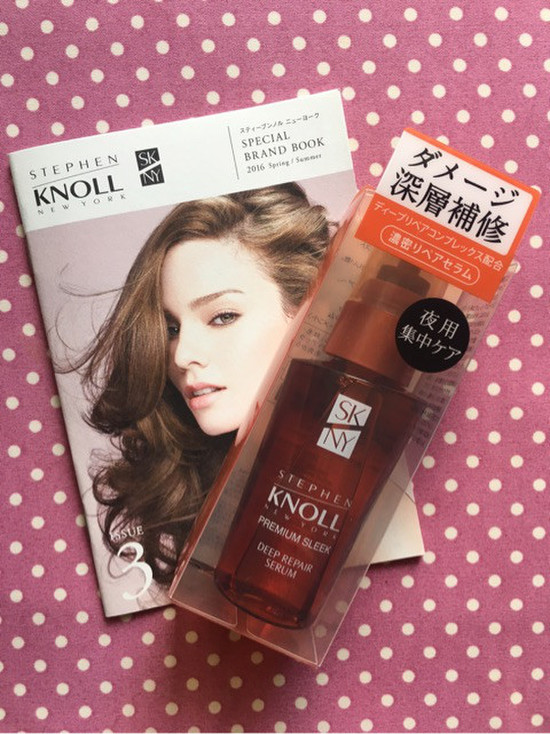 STEPHEN
KNOLL
NEW YORK
SK
NY
スティーブンノル ニューヨーク
SPECIAL
BRAND BOOK
2016 Spring / Summer
ISSUE
3
ダメージ
深層補修
ディープリペアコンプレックス配合
濃密リペアセラム
夜用
集中ケア
SK
NY
STEPHEN
KNOLL
NEW YORK
PREMIUM SLEEK
DEEP REPAIR
SERUM